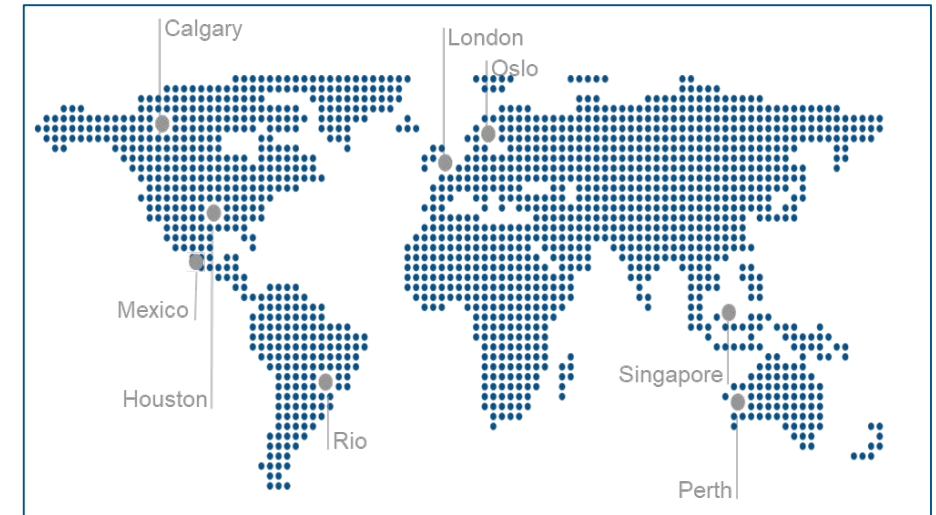 Calgary
London
Oslo
Mexico
Singapore
Houston
Rio
Perth